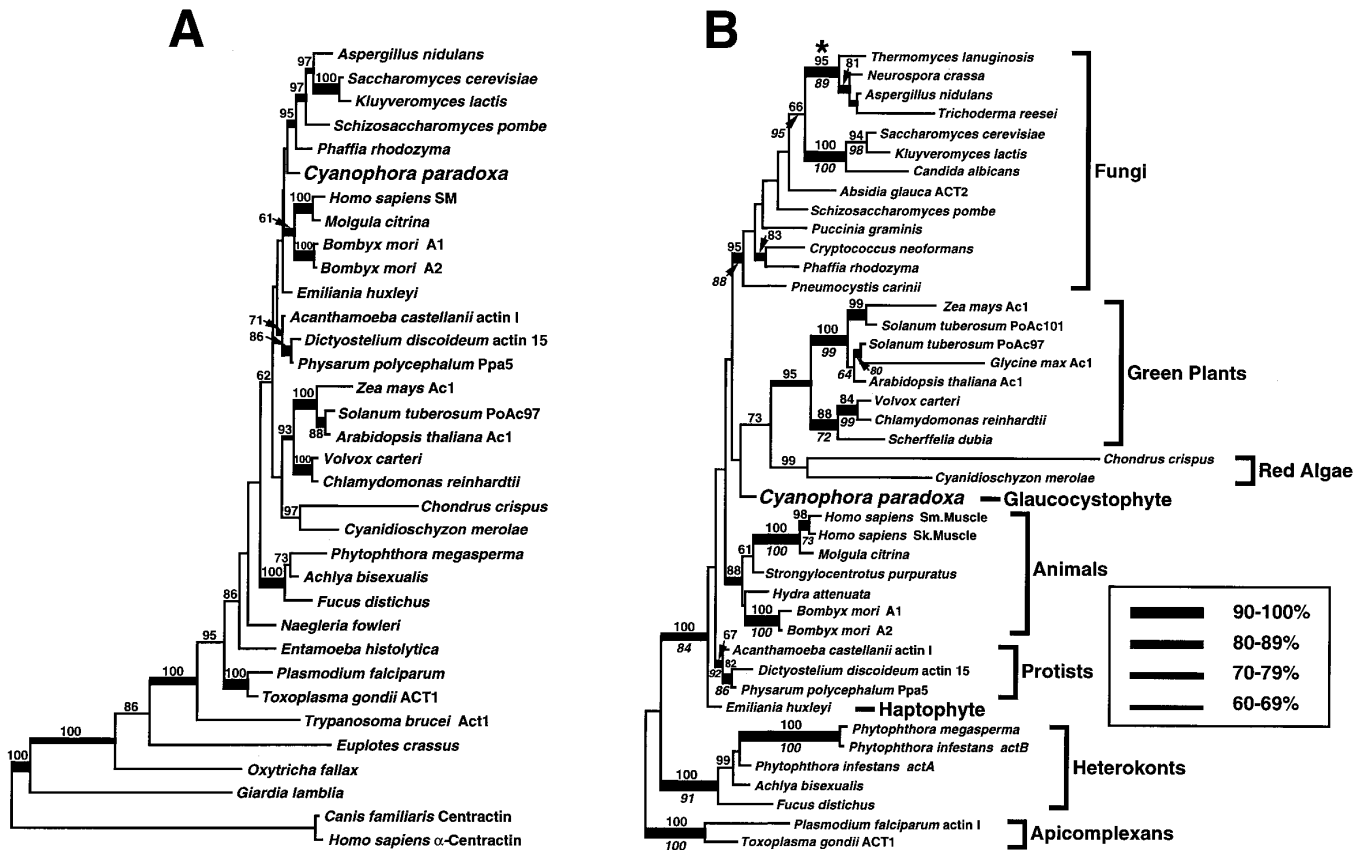 A
Aspergillus nidulans
97
Saccharomyces cerevisiae
100
Kluyveromyces lactis
97
Schizosaccharomyces pombe
95
Phaffia rhodozyma
Cyanophora paradoxa
Homo sapiens SM
100
Molgula citrina
61
Bombyx mori A1
100
Bombyx mori A2
Emiliania huxleyi
Acanthamoeba castellanii actin I
71
Dictyostelium discoideum actin 15
86
Physarum polycephalum Ppa5
62
Zea mays Ac1
100
Solanum tuberosum PoAc97
88
Arabidopsis thaliana Ac1
93
Volvox carteri
100
Chlamydomonas reinhardtii
Chondrus crispus
97
Cyanidioschyzon merolae
Phytophthora megasperma
73
Achlya bisexualis
100
Fucus distichus
86
Naegleria fowleri
Entamoeba histolytica
95
Plasmodium falciparum
100
Toxoplasma gondii ACT1
100
Trypanosoma brucei Act1
86
Euplotes crassus
100
Oxytricha fallax
100
Giardia lamblia
Canis familiaris Centractin
Homo sapiens α-Centractin
B
*
95
89
81
Thermomyces lanuginosis
Neurospora crassa
Aspergillus nidulans
Trichoderma reesei
66
95
94
98
Saccharomyces cerevisiae
100
100
Kluyveromyces lactis
Candida albicans
Absidia glauca ACT2
Schizosaccharomyces pombe
Puccinia graminis
83
Cryptococcus neoformans
95
88
Phaffia rhodozyma
Pneumocystis carinii
Fungi
99
Zea mays Ac1
Solanum tuberosum PoAc101
100
99
Solanum tuberosum PoAc97
80
Glycine max Ac1
64
Arabidopsis thaliana Ac1
95
84
99
Volvox carteri
Chlamydomonas reinhardtii
88
72
Scherffelia dubia
Green Plants
73
Chondrus crispus
99
Cyanidioschyzon merolae
Red Algae
Cyanophora paradoxa
Glaucocystophyte
98
Homo sapiens Sm.Muscle
73
Homo sapiens Sk.Muscle
100
100
Molgula citrina
61
Strongylocentrotus purpuratus
88
Hydra attenuata
100
100
Bombyx mori A1
Bombyx mori A2
Animals
67
Acanthamoeba castellanii actin I
92
82
86
Dictyostelium discoideum actin 15
Physarum polycephalum Ppa5
Protists
100
84
Emiliania huxleyi
Haptophyte
100
100
Phytophthora megasperma
Phytophthora infestans actB
99
Phytophthora infestans actA
100
91
Achlya bisexualis
Fucus distichus
Heterokonts
100
100
Plasmodium falciparum actin I
Toxoplasma gondii ACT1
Apicomplexans
90-100%
80-89%
70-79%
60-69%